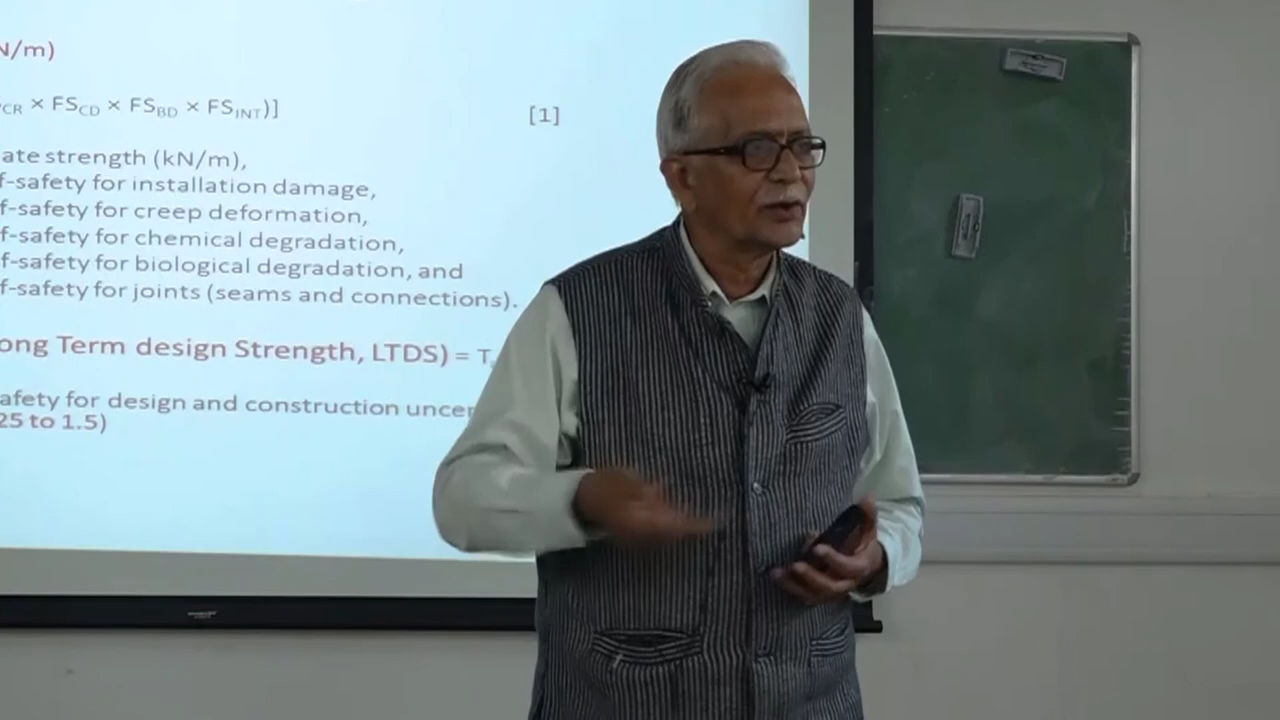 N/m)
CR × FSCD × FSBD × FSINT)] [1]
ate strength (kN/m),
f-safety for installation damage,
f-safety for creep deformation,
f-safety for chemical degradation,
f-safety for biological degradation, and
f-safety for joints (seams and connections).
ong Term design Strength, LTDS) = T
afety for design and construction uncer
25 to 1.5)